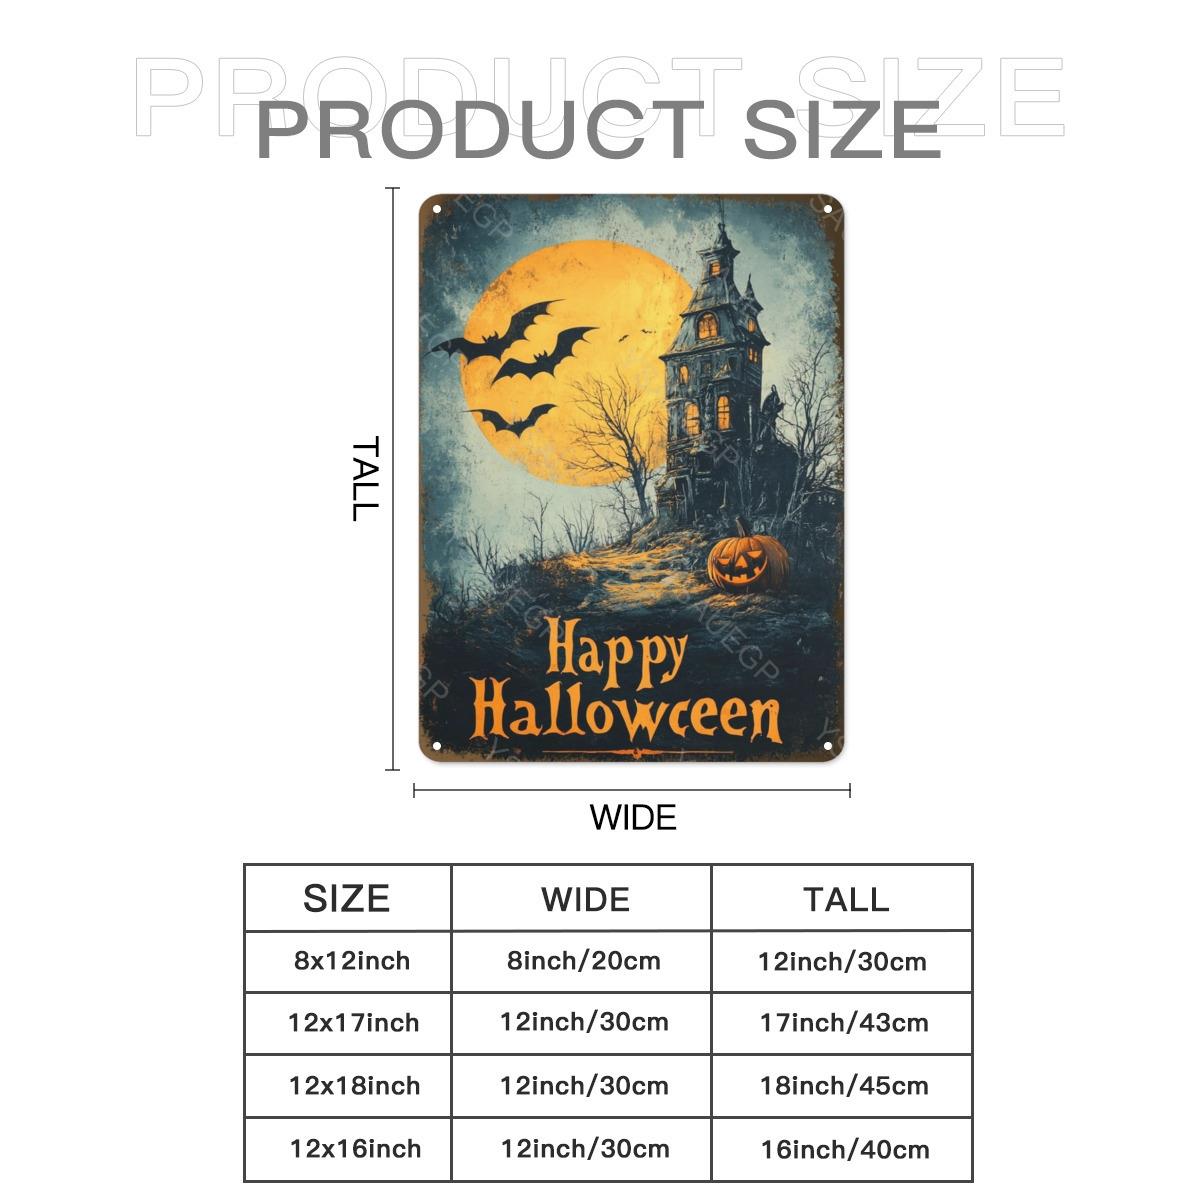 PRODUCT SIZE
PRODUCT SIZE
TALL
Happy
Hallowceen
WIDE
SIZE WIDE TALL
8x12inch 8inch/20cm 12inch/30cm
12x17inch 12inch/30cm 17inch/43cm
12x18inch 12inch/30cm 18inch/45cm
12x16inch 12inch/30cm 16inch/40cm